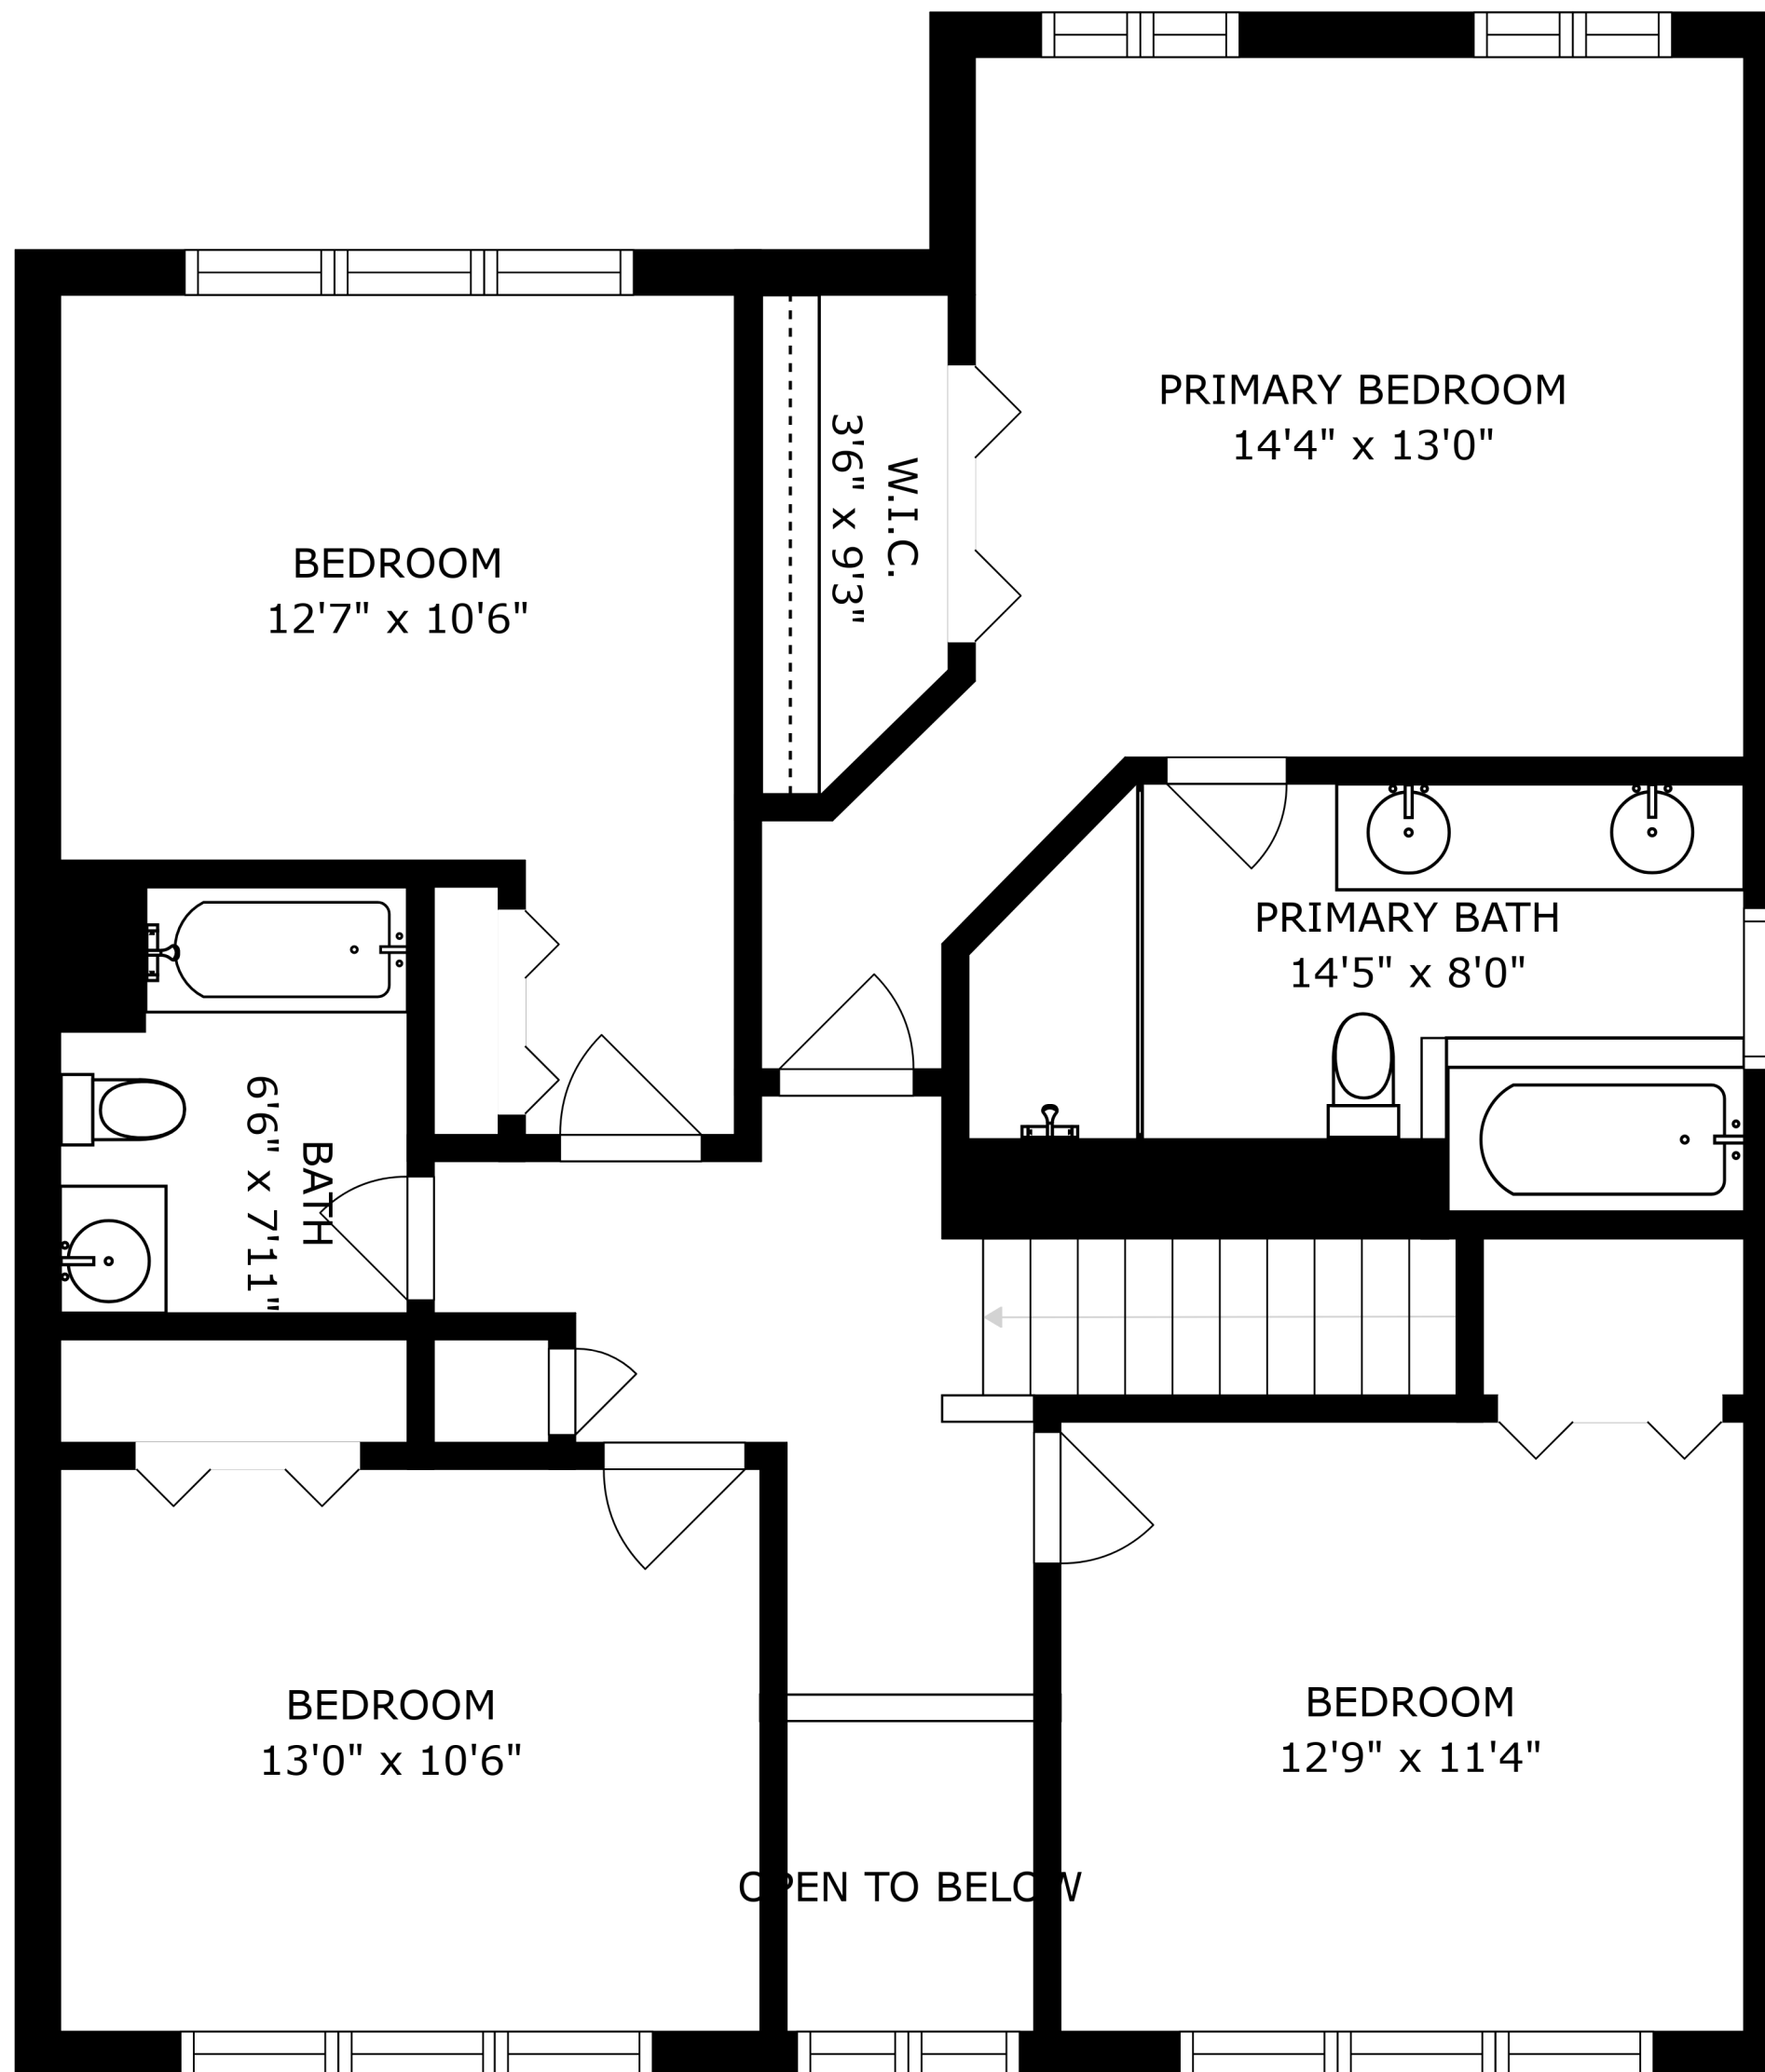 PRIMARY BEDROOM
14'4" x 13'0"
W.I.C.
3'6" x 9'3"
BEDROOM
12'7" x 10'6"
PRIMARY BATH
14'5" x 8'0"
BATH
6'6" x 7'11"
BEDROOM
13'0" x 10'6"
BEDROOM
12'9" x 11'4"
OPEN TO BELOW